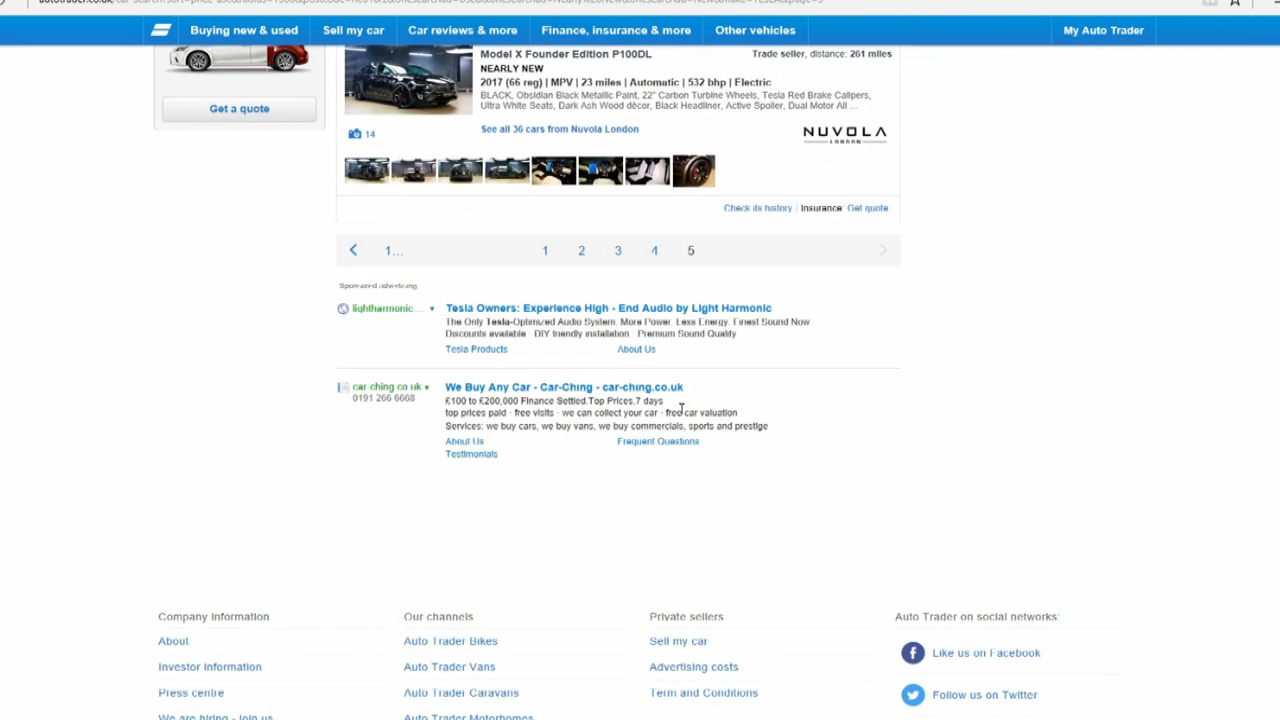 Buying new & used
Sell my car
Car reviews & more
Finance, insurance & more
Other vehicles
My Auto Trader
Get a quote
Model X Founder Edition P100DL
Trade seller, distance: 261 miles
NEARLY NEW
2017 (66 reg) | MPV | 23 miles | Automatic | 532 bhp | Electric
BLACK, Obsidian Black Metallic Paint, 22" Carbon Turbine Wheels, Tesla Red Brake Calipers,
Ultra White Seats, Dark Ash Wood décor, Black Headliner, Active Spoiler, Dual Motor All ...
14
See all 36 cars from Nuvola London
NUVOLA
LONDON
Check its history | Insurance: Get quote
1... 1 2 3 4 5
Sponsored advertising
lightharmonic....
Tesla Owners: Experience High - End Audio by Light Harmonic
The Only Tesla-Optimized Audio System. More Power. Less Energy. Finest Sound Now
Discounts available · DIY friendly installation · Premium Sound Quality
Tesla Products
About Us
car-ching.co.uk
0191 266 6668
We Buy Any Car - Car-Ching - car-ching.co.uk
£100 to £200,000 Finance Settled.Top Prices.7 days
top prices paid · free visits · we can collect your car · free car valuation
Services: we buy cars, we buy vans, we buy commercials, sports and prestige
About Us
Frequent Questions
Testimonials
Company information
About
Investor Information
Press centre
We are hiring - join us
Our channels
Auto Trader Bikes
Auto Trader Vans
Auto Trader Caravans
Auto Trader Motorhomes
Private sellers
Sell my car
Advertising costs
Term and Conditions
Auto Trader on social networks:
Like us on Facebook
Follow us on Twitter